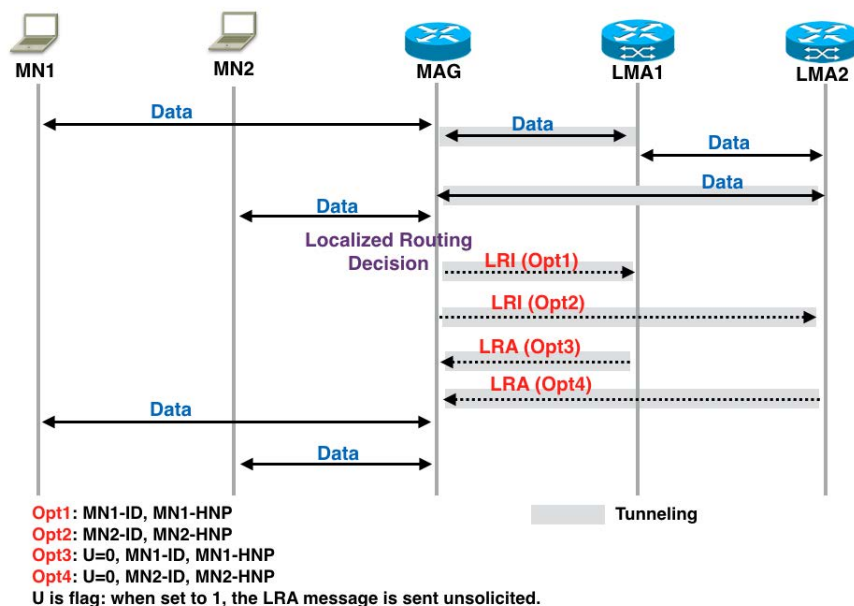 MN1
MN2
MAG
LMA1
LMA2
Data
Data
Data
Data
Data
Localized Routing
Decision
LRI (Opt1)
LRI (Opt2)
LRA (Opt3)
LRA (Opt4)
Data
Data
Opt1: MN1-ID, MN1-HNP
Tunneling
Opt2: MN2-ID, MN2-HNP
Opt3: U=0, MN1-ID, MN1-HNP
Opt4: U=0, MN2-ID, MN2-HNP
U is flag: when set to 1, the LRA message is sent unsolicited.